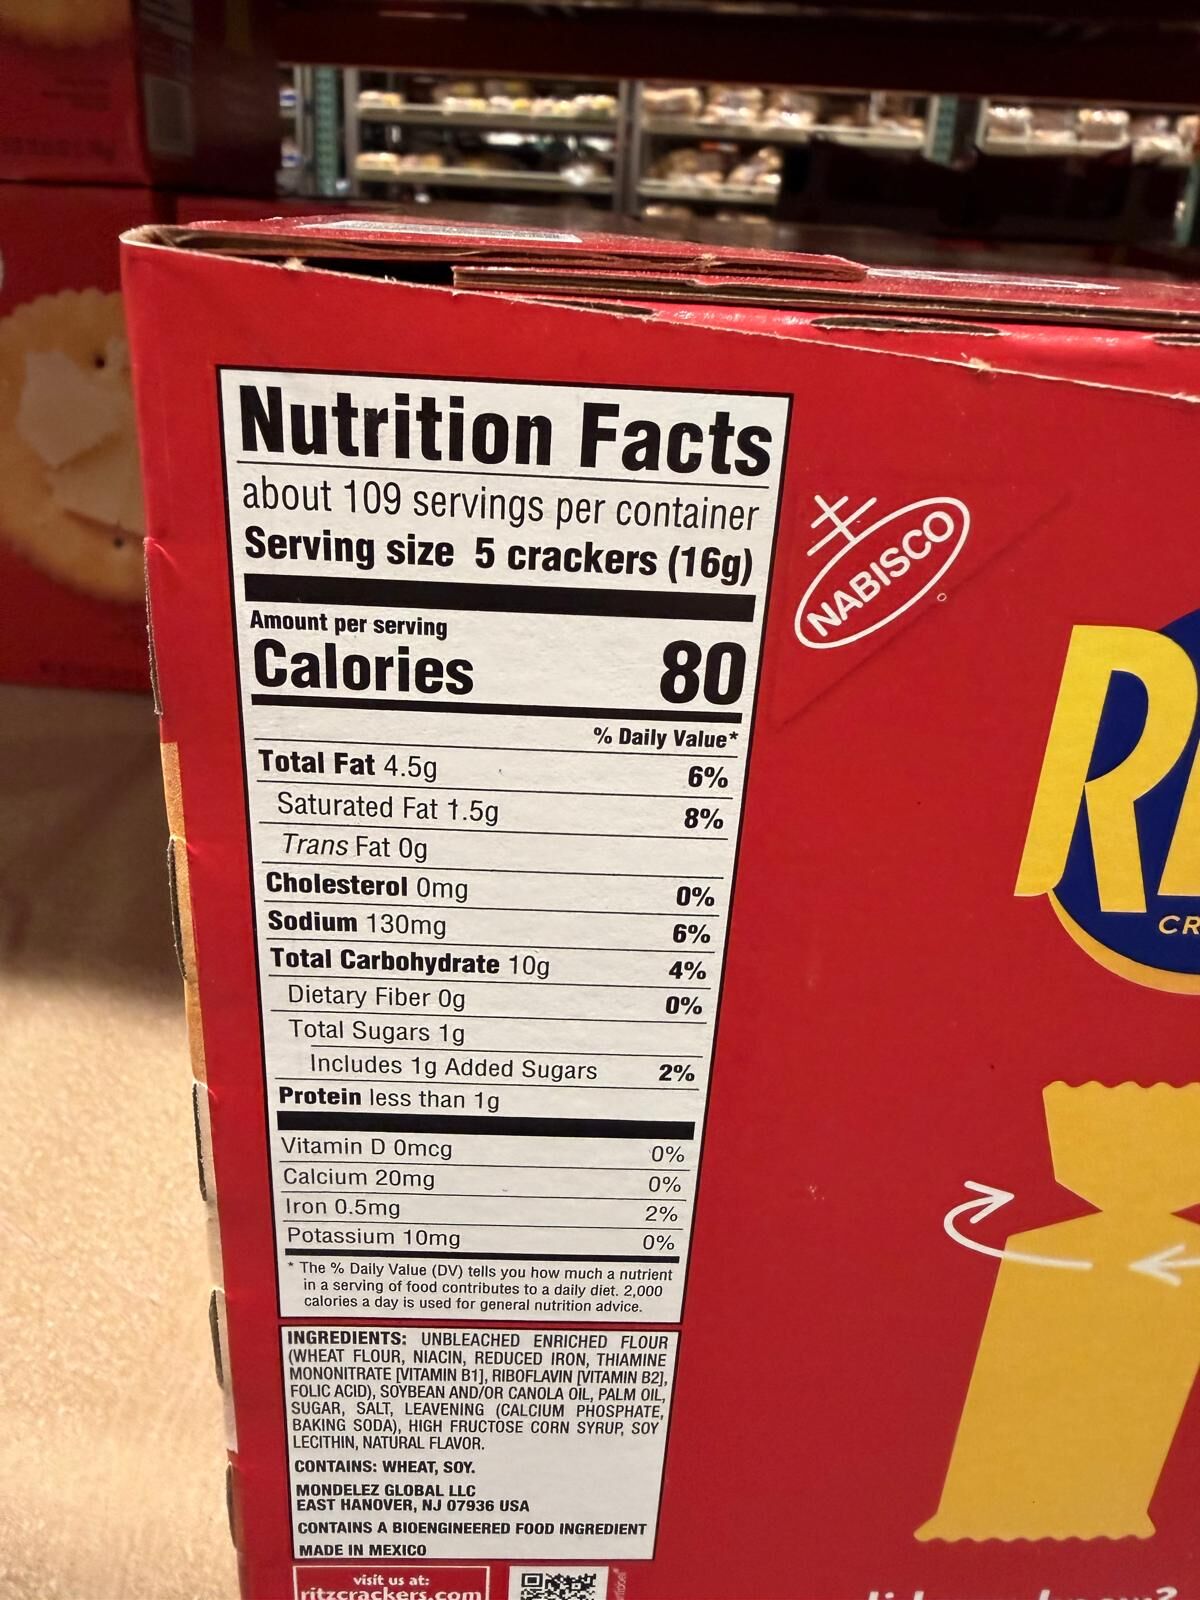 Nutrition Facts
about 109 servings per container
Serving size 5 crackers (16g)
Amount per serving
Calories 80
% Daily Value*
Total Fat 4.5g 6%
Saturated Fat 1.5g 8%
Trans Fat 0g
Cholesterol 0mg 0%
Sodium 130mg 6%
Total Carbohydrate 10g 4%
Dietary Fiber 0g 0%
Total Sugars 1g
Includes 1g Added Sugars 2%
Protein less than 1g
Vitamin D 0mcg 0%
Calcium 20mg 0%
Iron 0.5mg 2%
Potassium 10mg 0%
* The % Daily Value (DV) tells you how much a nutrient
in a serving of food contributes to a daily diet. 2,000
calories a day is used for general nutrition advice.
INGREDIENTS: UNBLEACHED ENRICHED FLOUR
(WHEAT FLOUR, NIACIN, REDUCED IRON, THIAMINE
MONONITRATE [VITAMIN B1], RIBOFLAVIN [VITAMIN B2],
FOLIC ACID), SOYBEAN AND/OR CANOLA OIL, PALM OIL,
SUGAR, SALT, LEAVENING (CALCIUM PHOSPHATE,
BAKING SODA), HIGH FRUCTOSE CORN SYRUP, SOY
LECITHIN, NATURAL FLAVOR.
CONTAINS: WHEAT, SOY.
MONDELEZ GLOBAL LLC
EAST HANOVER, NJ 07936 USA
CONTAINS A BIOENGINEERED FOOD INGREDIENT
MADE IN MEXICO
visit us at:
ritzcrackers.com
NABISCO
R
CR